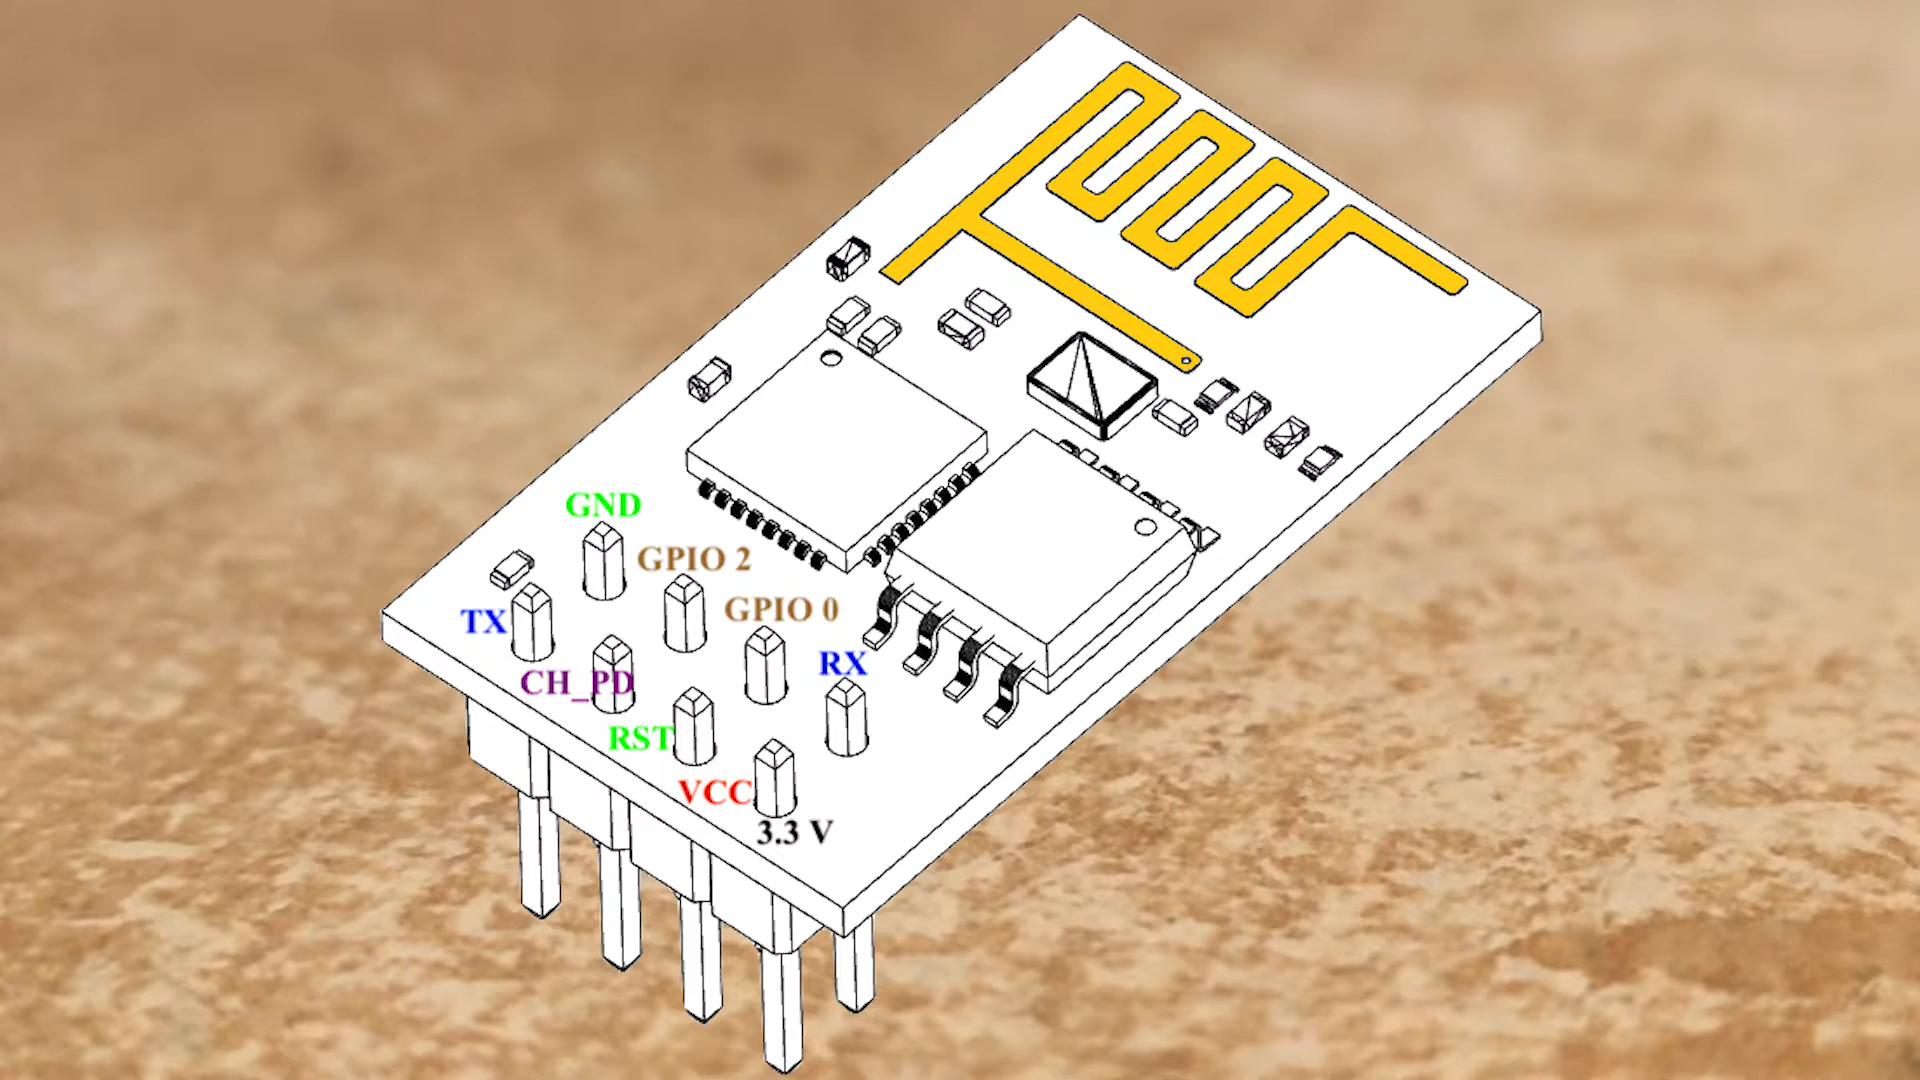 GND
GPIO 2
GPIO 0
TX
RX
CH_PD
RST
VCC
3.3 V